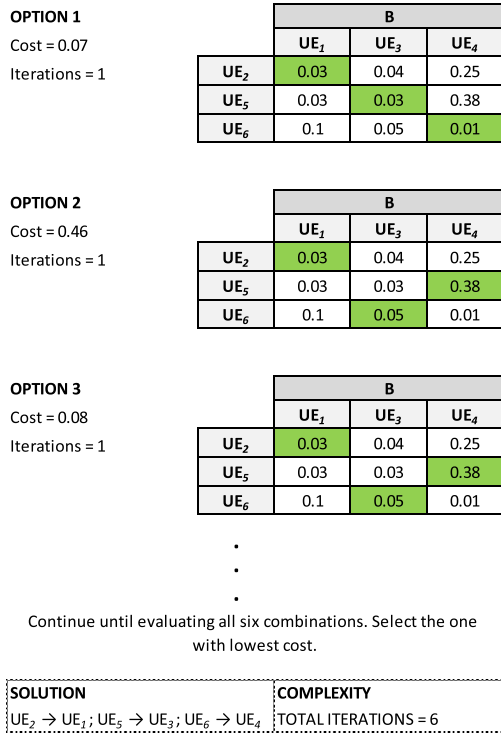 OPTION 1
B
Cost = 0.07
UE1 UE3 UE4
Iterations = 1
UE2 0.03 0.04 0.25
UE5 0.03 0.03 0.38
UE6 0.1 0.05 0.01
OPTION 2
B
Cost = 0.46
UE1 UE3 UE4
Iterations = 1
UE2 0.03 0.04 0.25
UE5 0.03 0.03 0.38
UE6 0.1 0.05 0.01
OPTION 3
B
Cost = 0.08
UE1 UE3 UE4
Iterations = 1
UE2 0.03 0.04 0.25
UE5 0.03 0.03 0.38
UE6 0.1 0.05 0.01
.
.
.
Continue until evaluating all six combinations. Select the one
with lowest cost.
SOLUTION COMPLEXITY
UE2 → UE1; UE5 → UE3; UE6 → UE4 TOTAL ITERATIONS = 6